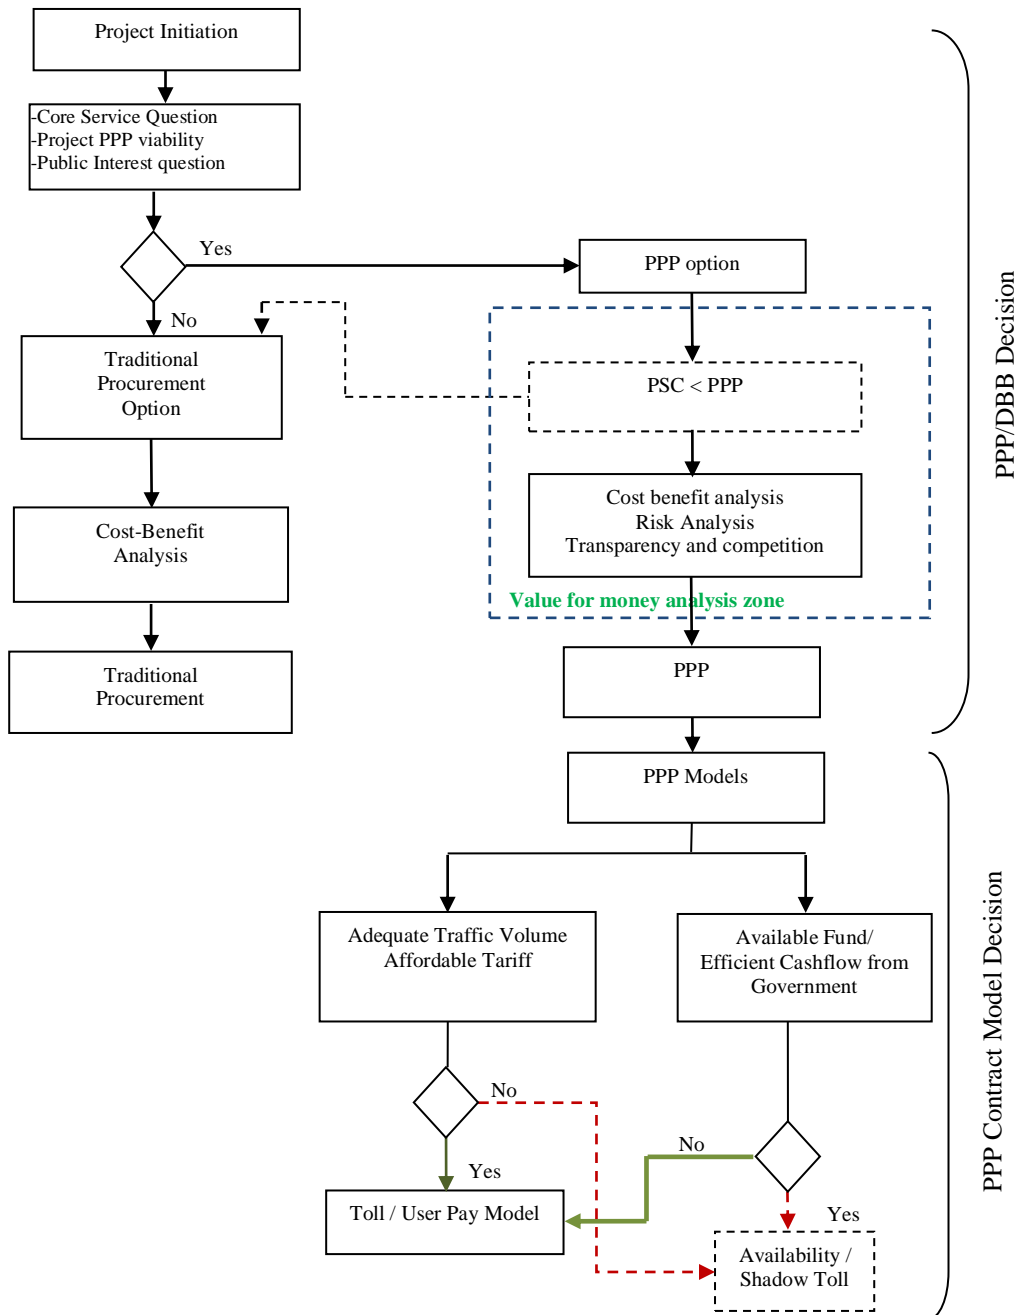 Project Initiation
-Core Service Question
-Project PPP viability
-Public Interest question
Yes
PPP option
No
Traditional
Procurement
Option
PSC < PPP
Cost benefit analysis
Risk Analysis
Transparency and competition
Value for money analysis zone
Cost-Benefit
Analysis
Traditional
Procurement
PPP
PPP/DBB Decision
PPP Models
Adequate Traffic Volume
Affordable Tariff
Available Fund/
Efficient Cashflow from
Government
No
Yes
Toll / User Pay Model
No
Yes
Availability /
Shadow Toll
PPP Contract Model Decision